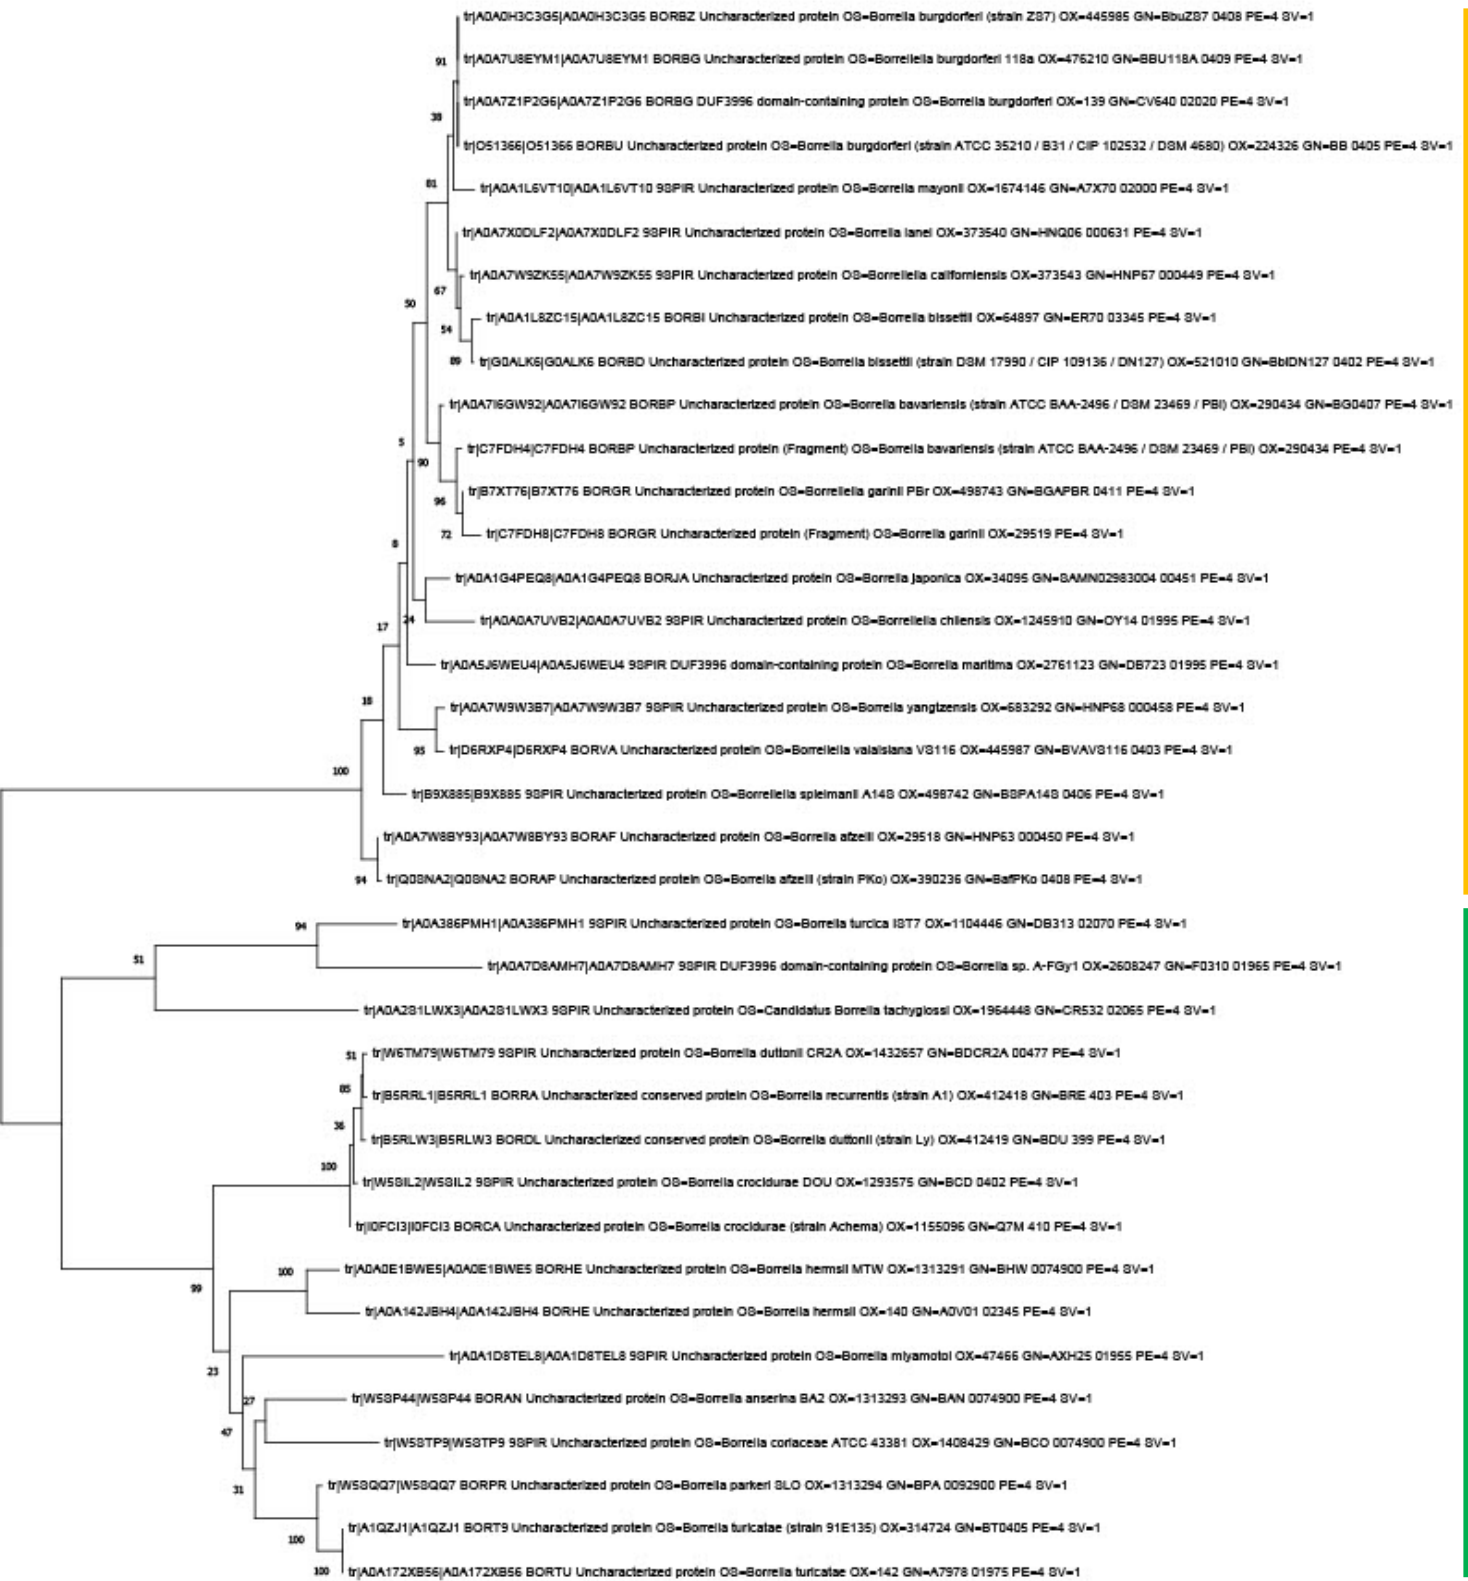 tr|A0A0H3C3G5|A0A0H3C3G5 BORBZ Uncharacterized protein OS=Borrelia burgdorferi (strain ZS7) OX=445985 GN=BbuZS7 0408 PE=4 SV=1
91
tr|A0A7U8EYM1|A0A7U8EYM1 BORBG Uncharacterized protein OS=Borreliella burgdorferi 118a OX=476210 GN=BBU118A 0409 PE=4 SV=1
tr|A0A7Z1P2G6|A0A7Z1P2G6 BORBG DUF3996 domain-containing protein OS=Borrelia burgdorferi OX=139 GN=CV640 02020 PE=4 SV=1
38
tr|O51366|O51366 BORBU Uncharacterized protein OS=Borrelia burgdorferi (strain ATCC 35210 / B31 / CIP 102532 / DSM 4680) OX=224326 GN=BB 0405 PE=4 SV=1
81
tr|A0A1L6VT10|A0A1L6VT10 9SPIR Uncharacterized protein OS=Borrelia mayonii OX=1674146 GN=A7X70 02000 PE=4 SV=1
tr|A0A7X0DLF2|A0A7X0DLF2 9SPIR Uncharacterized protein OS=Borrelia lanei OX=373540 GN=HNQ06 000631 PE=4 SV=1
tr|A0A7W9ZK55|A0A7W9ZK55 9SPIR Uncharacterized protein OS=Borreliella californiensis OX=373543 GN=HNP67 000449 PE=4 SV=1
67
50
tr|A0A1L8ZC15|A0A1L8ZC15 BORBI Uncharacterized protein OS=Borrelia bissettii OX=64897 GN=ER70 03345 PE=4 SV=1
54
89
tr|G0ALK6|G0ALK6 BORBD Uncharacterized protein OS=Borrelia bissettii (strain DSM 17990 / CIP 109136 / DN127) OX=521010 GN=BbiDN127 0402 PE=4 SV=1
tr|A0A7I6GW92|A0A7I6GW92 BORBP Uncharacterized protein OS=Borrelia bavariensis (strain ATCC BAA-2496 / DSM 23469 / PBi) OX=290434 GN=BG0407 PE=4 SV=1
5
tr|C7FDH4|C7FDH4 BORBP Uncharacterized protein (Fragment) OS=Borrelia bavariensis (strain ATCC BAA-2496 / DSM 23469 / PBi) OX=290434 PE=4 SV=1
90
tr|B7XT76|B7XT76 BORGR Uncharacterized protein OS=Borreliella garinii PBr OX=498743 GN=BGAPBR 0411 PE=4 SV=1
96
72
tr|C7FDH8|C7FDH8 BORGR Uncharacterized protein (Fragment) OS=Borrelia garinii OX=29519 PE=4 SV=1
8
tr|A0A1G4PEQ8|A0A1G4PEQ8 BORJA Uncharacterized protein OS=Borrelia japonica OX=34095 GN=SAMN02983004 00451 PE=4 SV=1
24
tr|A0A0A7UVB2|A0A0A7UVB2 9SPIR Uncharacterized protein OS=Borreliella chilensis OX=1245910 GN=OY14 01995 PE=4 SV=1
17
tr|A0A5J6WEU4|A0A5J6WEU4 9SPIR DUF3996 domain-containing protein OS=Borrelia maritima OX=2761123 GN=DB723 01995 PE=4 SV=1
18
tr|A0A7W9W3B7|A0A7W9W3B7 9SPIR Uncharacterized protein OS=Borrelia yangtzensis OX=683292 GN=HNP68 000458 PE=4 SV=1
95
tr|D6RXP4|D6RXP4 BORVA Uncharacterized protein OS=Borreliella valaisiana VS116 OX=445987 GN=BVAVS116 0403 PE=4 SV=1
100
tr|B9X885|B9X885 9SPIR Uncharacterized protein OS=Borreliella spielmanii A14S OX=498742 GN=BSPA14S 0406 PE=4 SV=1
tr|A0A7W8BY93|A0A7W8BY93 BORAF Uncharacterized protein OS=Borrelia afzelii OX=29518 GN=HNP63 000450 PE=4 SV=1
94
tr|Q0SNA2|Q0SNA2 BORAP Uncharacterized protein OS=Borrelia afzelii (strain PKo) OX=390236 GN=BafPKo 0408 PE=4 SV=1
94
tr|A0A386PMH1|A0A386PMH1 9SPIR Uncharacterized protein OS=Borrelia turcica IST7 OX=1104446 GN=DB313 02070 PE=4 SV=1
51
tr|A0A7D8AMH7|A0A7D8AMH7 9SPIR DUF3996 domain-containing protein OS=Borrelia sp. A-FGy1 OX=2608247 GN=F0310 01965 PE=4 SV=1
tr|A0A2S1LWX3|A0A2S1LWX3 9SPIR Uncharacterized protein OS=Candidatus Borrelia tachyglossi OX=1964448 GN=CR532 02065 PE=4 SV=1
51
tr|W6TM79|W6TM79 9SPIR Uncharacterized protein OS=Borrelia duttonii CR2A OX=1432657 GN=BDCR2A 00477 PE=4 SV=1
85
tr|B5RRL1|B5RRL1 BORRA Uncharacterized conserved protein OS=Borrelia recurrentis (strain A1) OX=412418 GN=BRE 403 PE=4 SV=1
36
tr|B5RLW3|B5RLW3 BORDL Uncharacterized conserved protein OS=Borrelia duttonii (strain Ly) OX=412419 GN=BDU 399 PE=4 SV=1
100
tr|W5SIL2|W5SIL2 9SPIR Uncharacterized protein OS=Borrelia crocidurae DOU OX=1293575 GN=BCD 0402 PE=4 SV=1
tr|I0FCI3|I0FCI3 BORCA Uncharacterized protein OS=Borrelia crocidurae (strain Achema) OX=1155096 GN=Q7M 410 PE=4 SV=1
100
tr|A0A0E1BWE5|A0A0E1BWE5 BORHE Uncharacterized protein OS=Borrelia hermsii MTW OX=1313291 GN=BHW 0074900 PE=4 SV=1
99
tr|A0A142JBH4|A0A142JBH4 BORHE Uncharacterized protein OS=Borrelia hermsii OX=140 GN=A0V01 02345 PE=4 SV=1
tr|A0A1D8TEL8|A0A1D8TEL8 9SPIR Uncharacterized protein OS=Borrelia miyamotoi OX=47466 GN=AXH25 01955 PE=4 SV=1
23
27
tr|W5SP44|W5SP44 BORAN Uncharacterized protein OS=Borrelia anserina BA2 OX=1313293 GN=BAN 0074900 PE=4 SV=1
47
tr|W5STP9|W5STP9 9SPIR Uncharacterized protein OS=Borrelia coriaceae ATCC 43381 OX=1408429 GN=BCO 0074900 PE=4 SV=1
31
tr|W5SQQ7|W5SQQ7 BORPR Uncharacterized protein OS=Borrelia parkeri SLO OX=1313294 GN=BPA 0092900 PE=4 SV=1
tr|A1QZJ1|A1QZJ1 BORT9 Uncharacterized protein OS=Borrelia turicatae (strain 91E135) OX=314724 GN=BT0405 PE=4 SV=1
100
100
tr|A0A172XB56|A0A172XB56 BORTU Uncharacterized protein OS=Borrelia turicatae OX=142 GN=A7978 01975 PE=4 SV=1